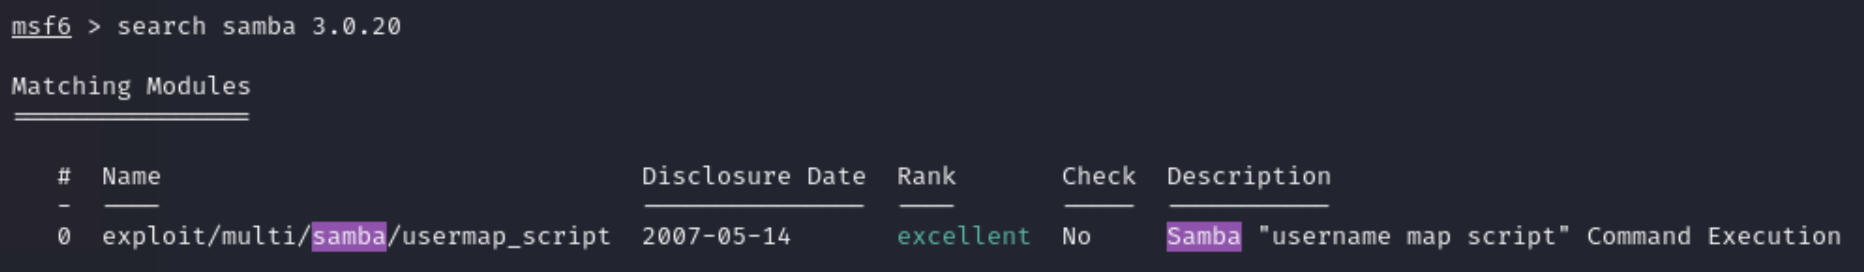 msf6 > search samba 3.0.20
Matching Modules
================
# Name Disclosure Date Rank Check Description
- ---- --------------- ---- ----- -----------
0 exploit/multi/samba/usermap_script 2007-05-14 excellent No Samba "username map script" Command Execution